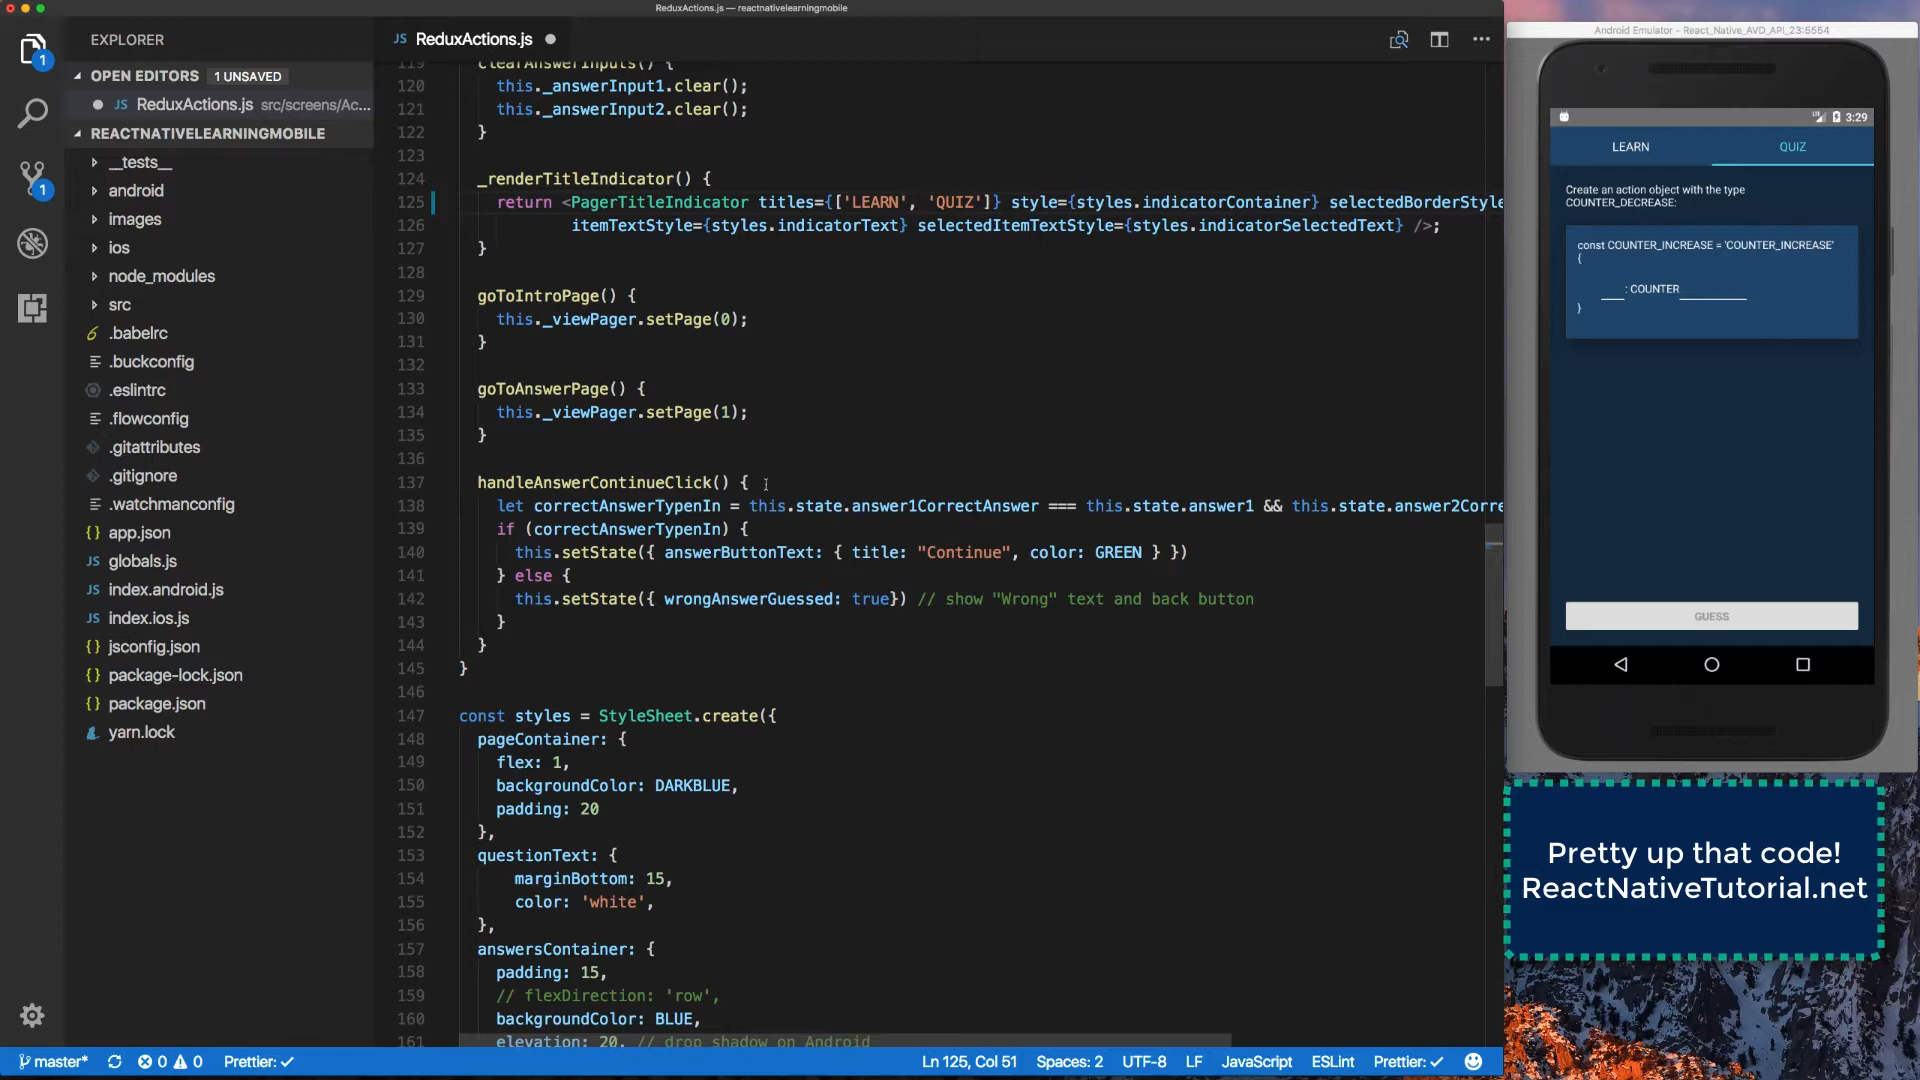 ReduxActions.js — reactnativelearningmobile
EXPLORER
OPEN EDITORS 1 UNSAVED
JS ReduxActions.js src/screens/Ac...
REACTNATIVELEARNINGMOBILE
__tests__
android
images
ios
node_modules
src
.babelrc
.buckconfig
.eslintrc
.flowconfig
.gitattributes
.gitignore
.watchmanconfig
{} app.json
JS globals.js
JS index.android.js
JS index.ios.js
{} jsconfig.json
{} package-lock.json
{} package.json
yarn.lock
1
1
JS ReduxActions.js
119 clearAnswerInputs() {
120 this._answerInput1.clear();
121 this._answerInput2.clear();
122 }
123
124 _renderTitleIndicator() {
125 return <PagerTitleIndicator titles={['LEARN', 'QUIZ']} style={styles.indicatorContainer} selectedBorderStyle
126 itemTextStyle={styles.indicatorText} selectedItemTextStyle={styles.indicatorSelectedText} />;
127 }
128
129 goToIntroPage() {
130 this._viewPager.setPage(0);
131 }
132
133 goToAnswerPage() {
134 this._viewPager.setPage(1);
135 }
136
137 handleAnswerContinueClick() {
138 let correctAnswerTypenIn = this.state.answer1CorrectAnswer === this.state.answer1 && this.state.answer2Corre
139 if (correctAnswerTypenIn) {
140 this.setState({ answerButtonText: { title: "Continue", color: GREEN } })
141 } else {
142 this.setState({ wrongAnswerGuessed: true}) // show "Wrong" text and back button
143 }
144 }
145 }
146
147 const styles = StyleSheet.create({
148 pageContainer: {
149 flex: 1,
150 backgroundColor: DARKBLUE,
151 padding: 20
152 },
153 questionText: {
154 marginBottom: 15,
155 color: 'white',
156 },
157 answersContainer: {
158 padding: 15,
159 // flexDirection: 'row',
160 backgroundColor: BLUE,
161 elevation: 20, // drop shadow on Android
master* 0 0 Prettier: ✓ Ln 125, Col 51 Spaces: 2 UTF-8 LF JavaScript ESLint Prettier: ✓
Android Emulator - React_Native_AVD_API_23:5554
3:29
LEARN QUIZ
Create an action object with the type
COUNTER_DECREASE:
const COUNTER_INCREASE = 'COUNTER_INCREASE'
{
: COUNTER
}
GUESS
Pretty up that code!
ReactNativeTutorial.net